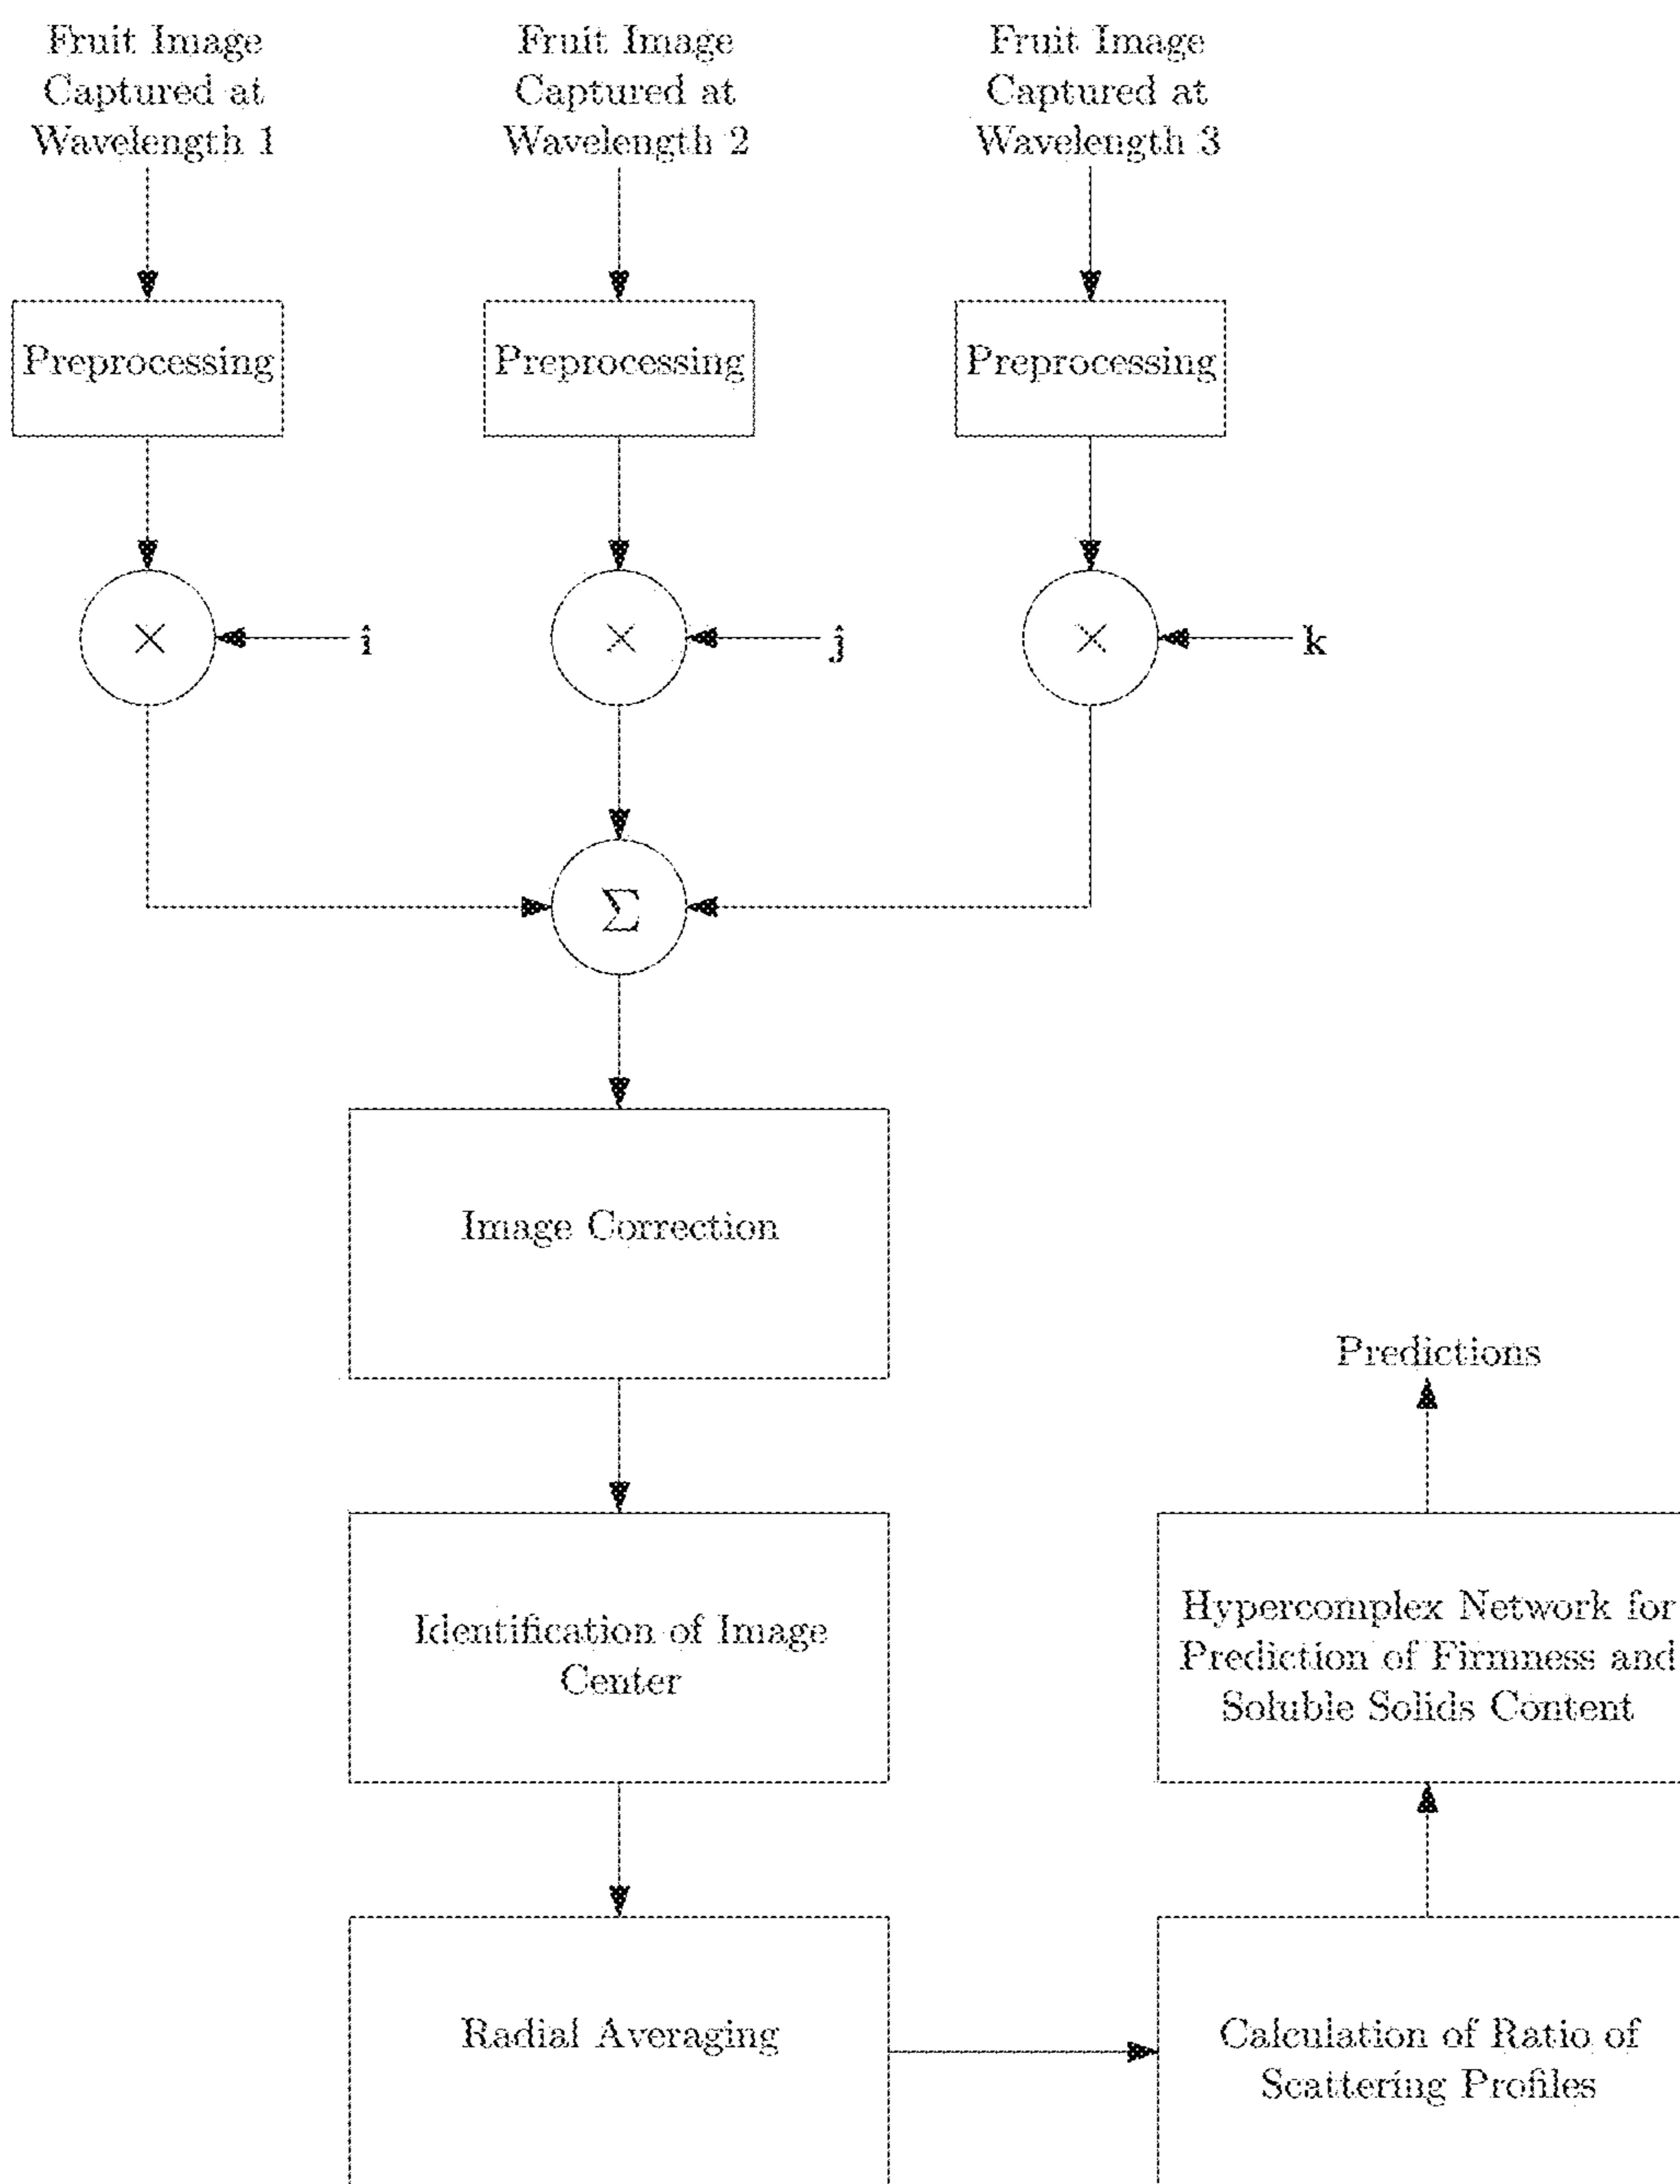 Fruit Image
Captured at
Wavelength 1
Fruit Image
Captured at
Wavelength 2
Fruit Image
Captured at
Wavelength 3
Preprocessing
Preprocessing
Preprocessing
×
î
×
ĵ
×
k
Σ
Image Correction
Predictions
Identification of Image
Center
Hypercomplex Network for
Prediction of Firmness and
Soluble Solids Content
Radial Averaging
Calculation of Ratio of
Scattering Profiles